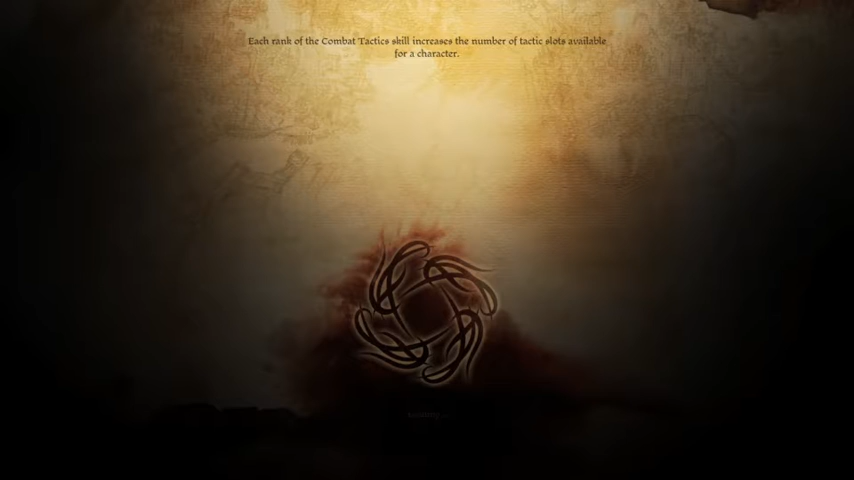 Each rank of the Combat Tactics skill increases the number of tactic slots available
for a character.